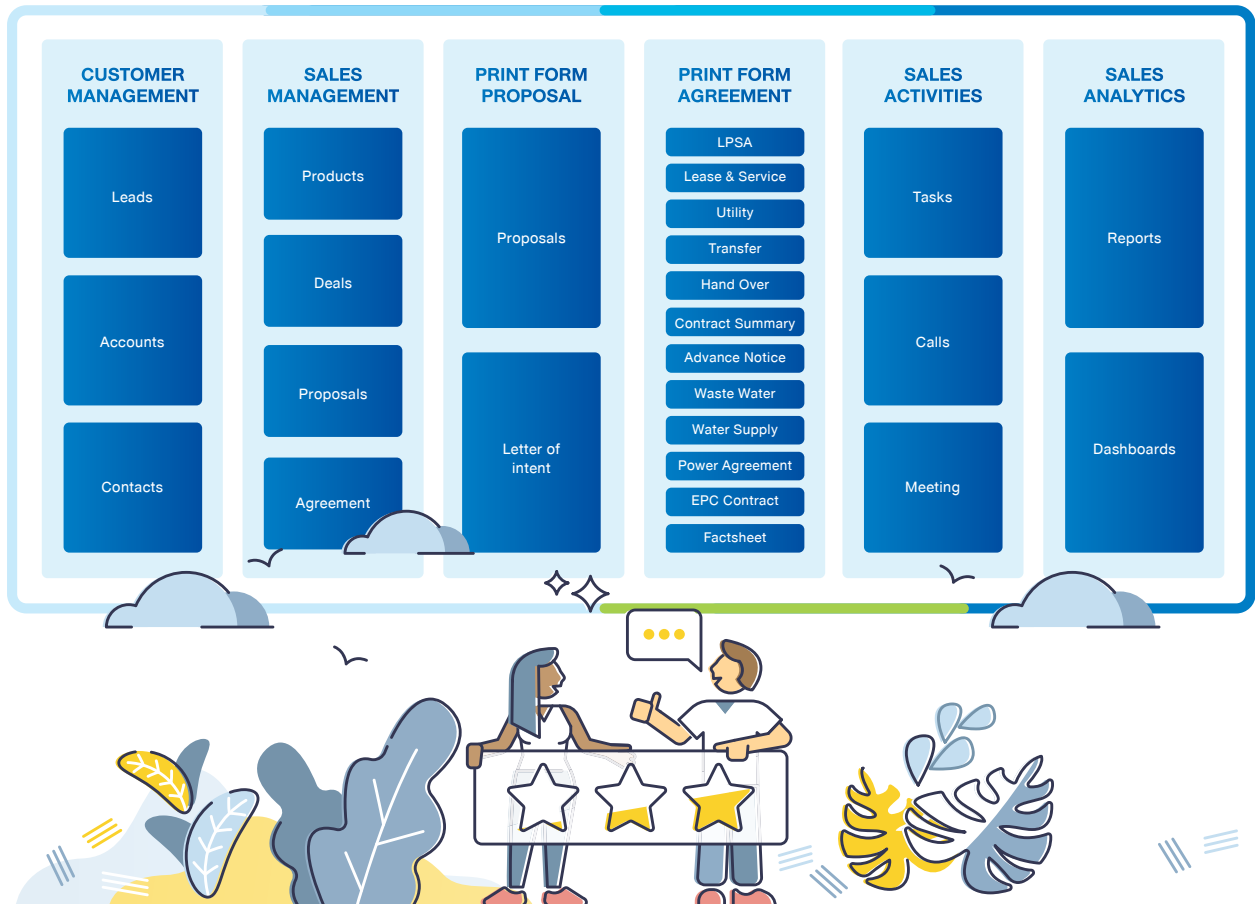 CUSTOMER
MANAGEMENT
Leads
Accounts
Contacts
SALES
MANAGEMENT
Products
Deals
Proposals
Agreement
PRINT FORM
PROPOSAL
Proposals
Letter of
intent
PRINT FORM
AGREEMENT
LPSA
Lease & Service
Utility
Transfer
Hand Over
Contract Summary
Advance Notice
Waste Water
Water Supply
Power Agreement
EPC Contract
Factsheet
SALES
ACTIVITIES
Tasks
Calls
Meeting
SALES
ANALYTICS
Reports
Dashboards